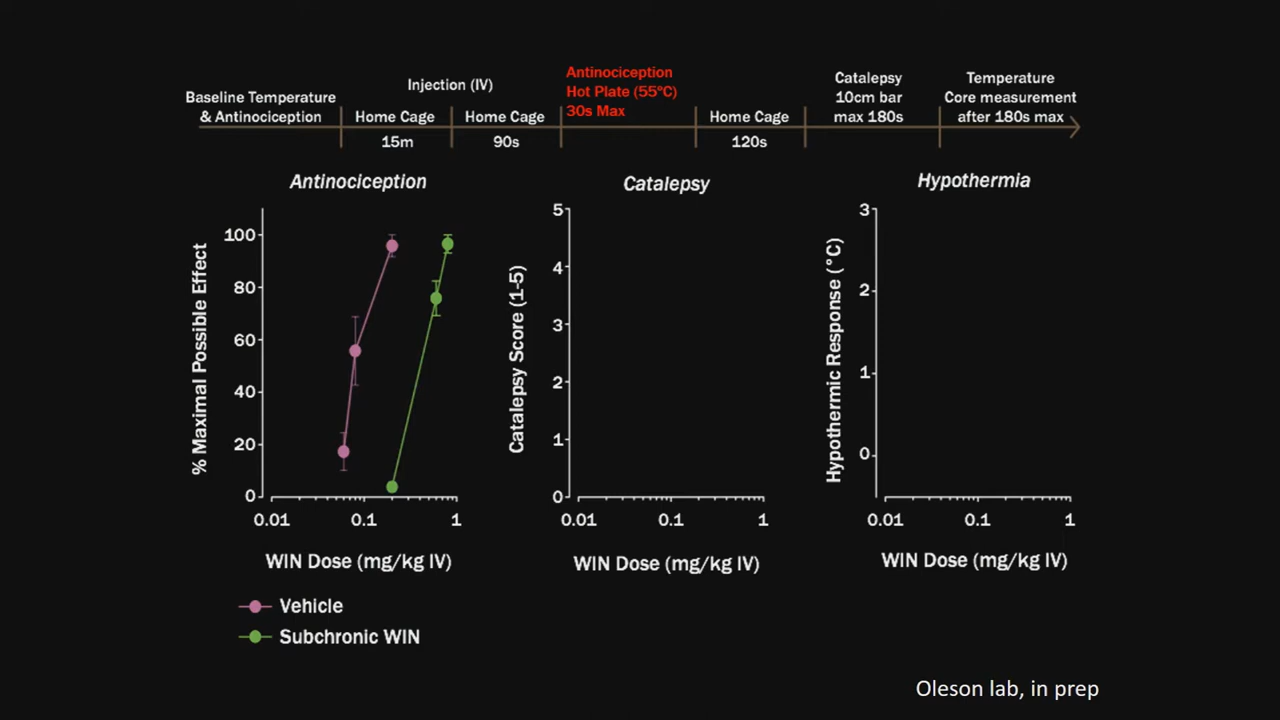 Baseline Temperature
& Antinociception
Injection (IV)
Home Cage
15m
Home Cage
90s
Antinociception
Hot Plate (55°C)
30s Max
Home Cage
120s
Catalepsy
10cm bar
max 180s
Temperature
Core measurement
after 180s max
Antinociception
% Maximal Possible Effect
100
80
60
40
20
0
0.01 0.1 1
WIN Dose (mg/kg IV)
Catalepsy
Catalepsy Score (1-5)
5
4
3
2
1
0
0.01 0.1 1
WIN Dose (mg/kg IV)
Hypothermia
Hypothermic Response (°C)
3
2
1
0
0.01 0.1 1
WIN Dose (mg/kg IV)
Vehicle
Subchronic WIN
Oleson lab, in prep